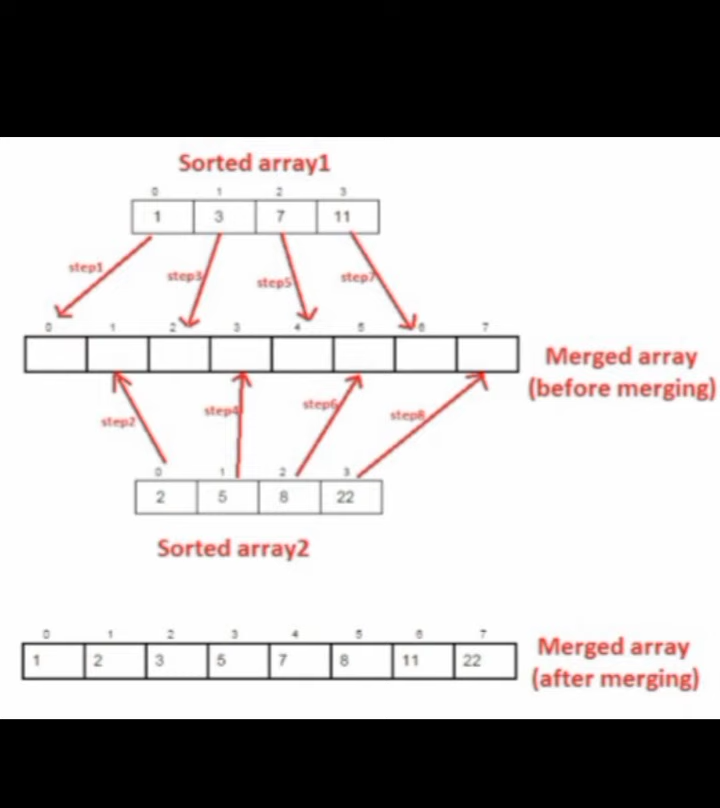 Sorted array1
0 1 2 3
1 3 7 11
step1 step3 step5 step7
0 1 2 3 4 5 6 7
Merged array
(before merging)
step2 step4 step6 step8
0 1 2 3
2 5 8 22
Sorted array2
0 1 2 3 4 5 6 7
1 2 3 5 7 8 11 22
Merged array
(after merging)